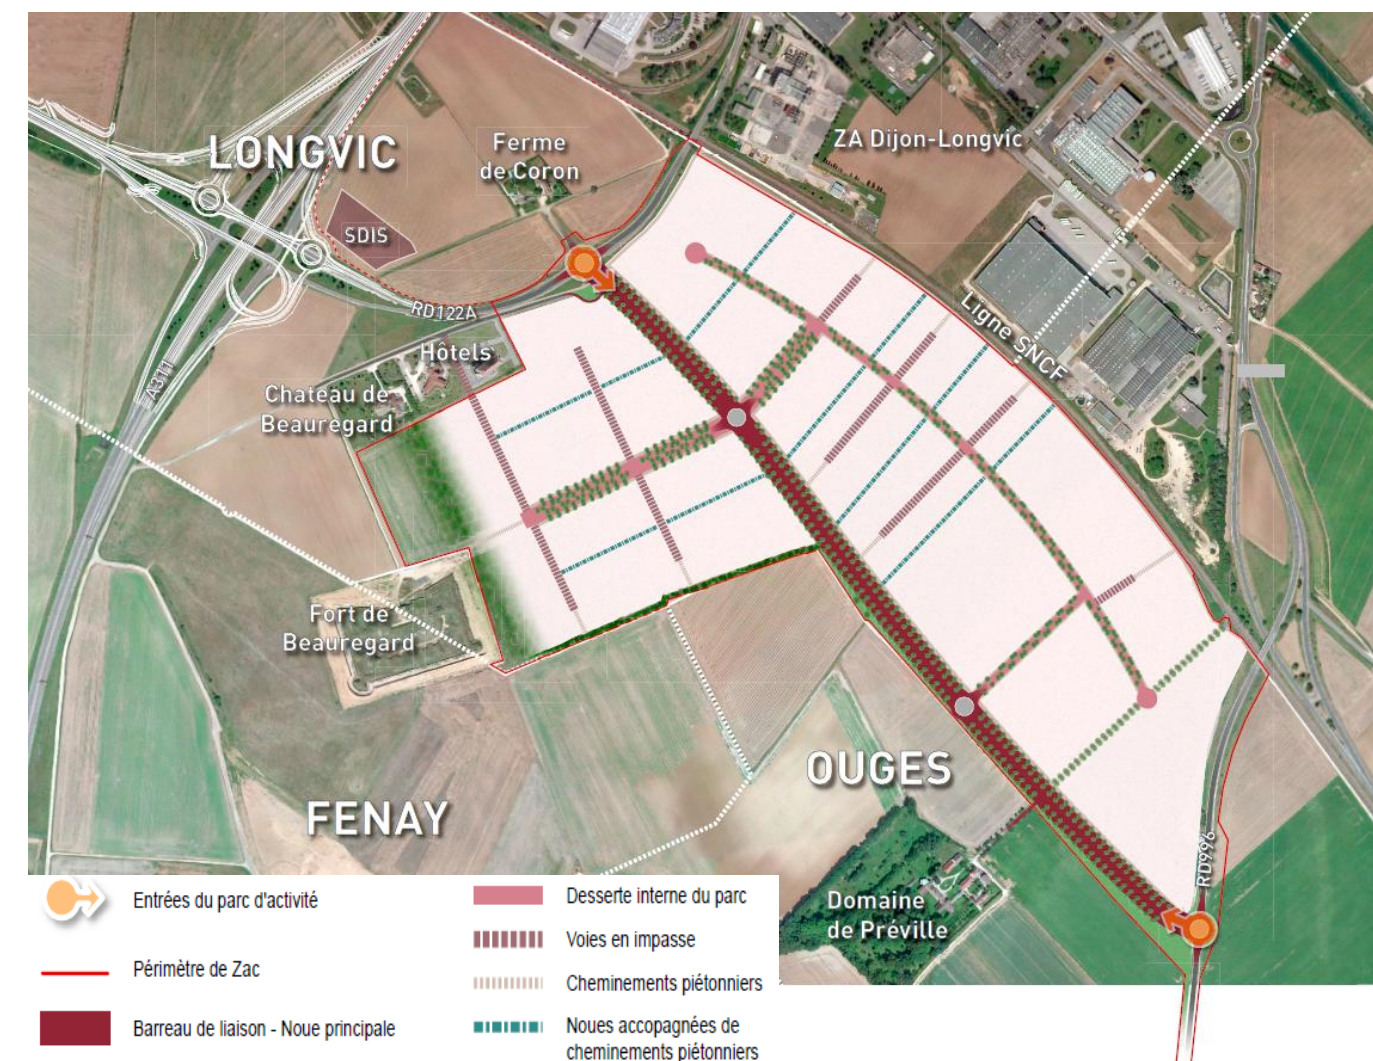 LONGVIC
Ferme
de Coron
ZA Dijon-Longvic
SDIS
RD122A
Ligne SNCF
Hôtels
A311
Chateau de
Beauregard
Fort de
Beauregard
OUGES
FENAY
RD996
Domaine
de Préville
Entrées du parc d'activité
Périmètre de Zac
Barreau de liaison - Noue principale
Desserte interne du parc
Voies en impasse
Cheminements piétonniers
Noues accopagnées de
cheminements piétonniers